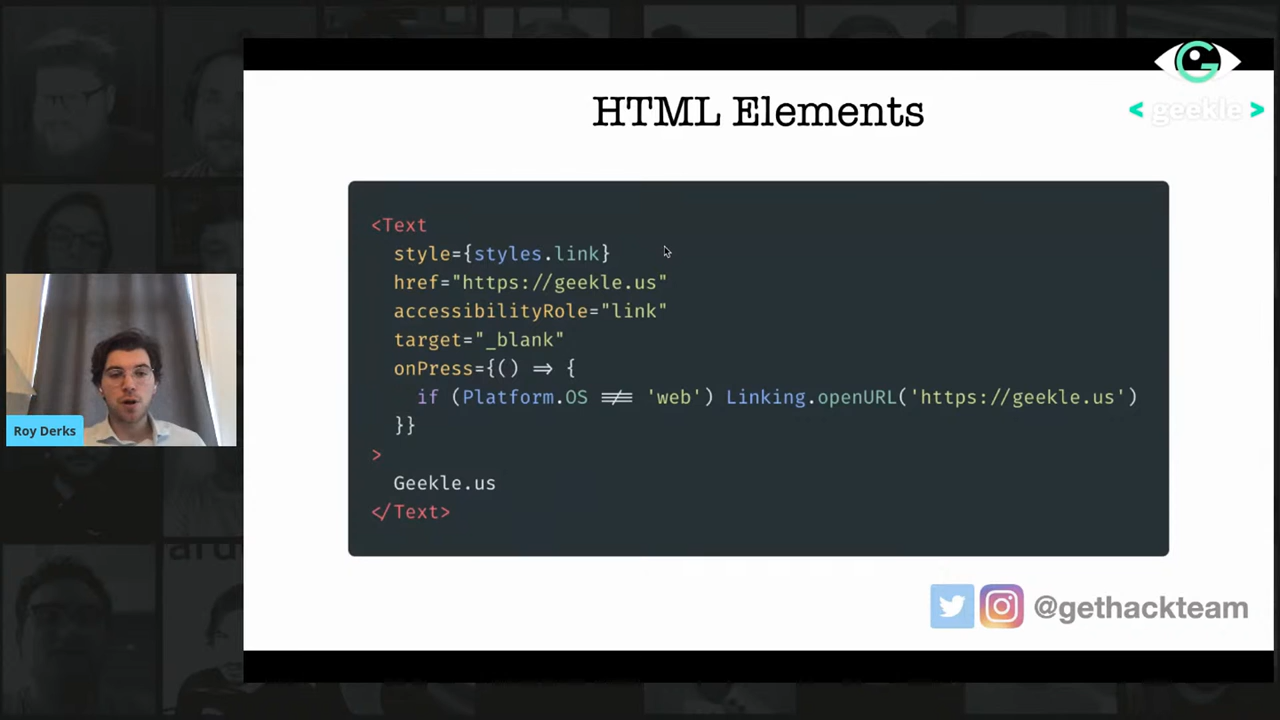 HTML Elements
< geekle >
<Text
style={styles.link}
href="https://geekle.us"
accessibilityRole="link"
target="_blank"
onPress={() => {
if (Platform.OS !== 'web') Linking.openURL('https://geekle.us')
}}
>
Geekle.us
</Text>
Roy Derks
@gethackteam